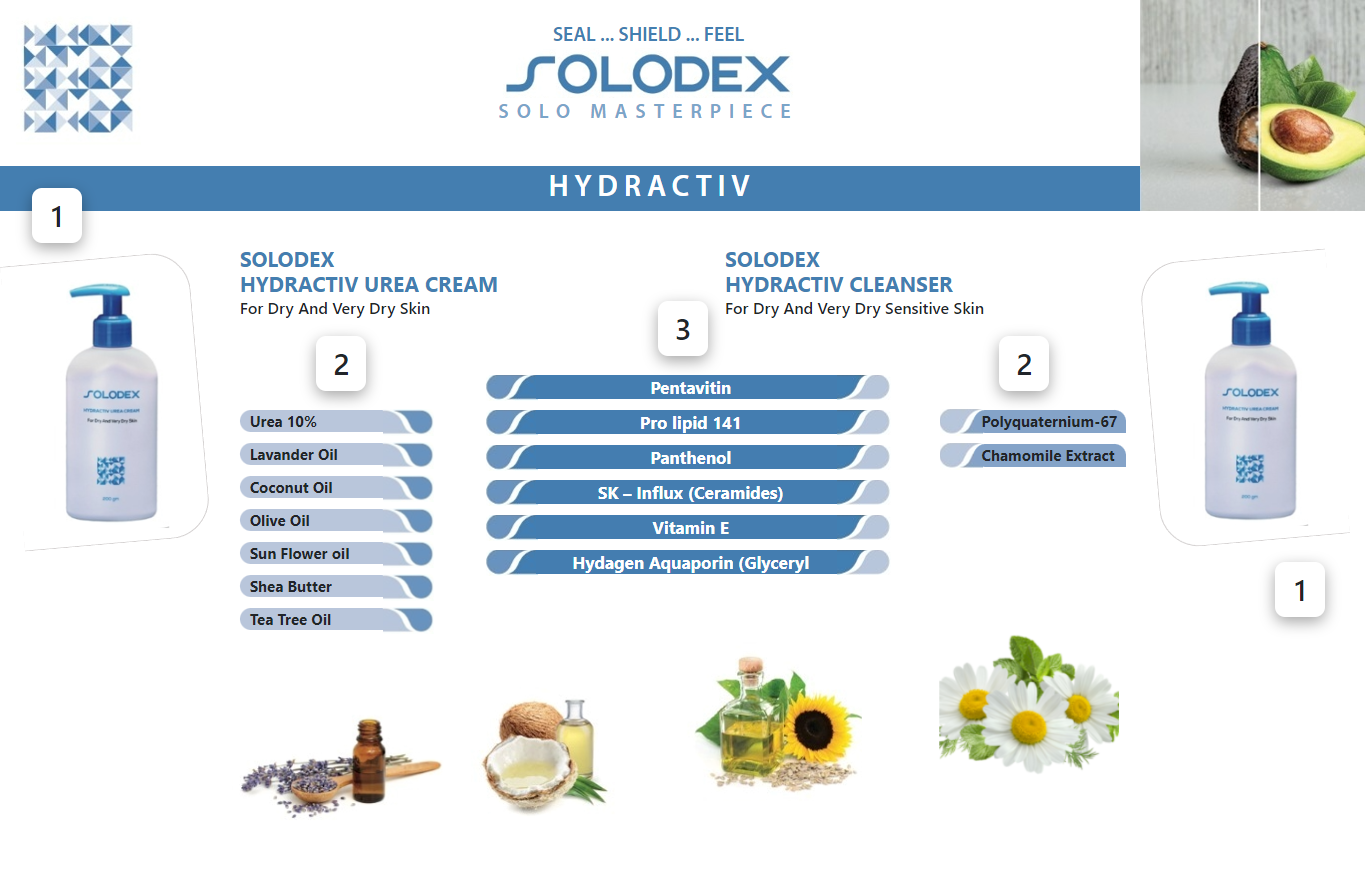 SEAL ... SHIELD ... FEEL
SOLODEX
SOLO MASTERPIECE
HYDRACTIV
1
SOLODEX
HYDRACTIV UREA CREAM
For Dry And Very Dry Skin
SOLODEX
HYDRACTIV CLEANSER
For Dry And Very Dry Sensitive Skin
2
3
2
Urea 10%
Lavander Oil
Coconut Oil
Olive Oil
Sun Flower oil
Shea Butter
Tea Tree Oil
Pentavitin
Pro lipid 141
Panthenol
SK – Influx (Ceramides)
Vitamin E
Hydagen Aquaporin (Glyceryl
Polyquaternium-67
Chamomile Extract
SOLODEX
HYDRACTIV UREA CREAM
For Dry And Very Dry Skin
SOLODEX
HYDRACTIV UREA CREAM
For Dry And Very Dry Skin
1